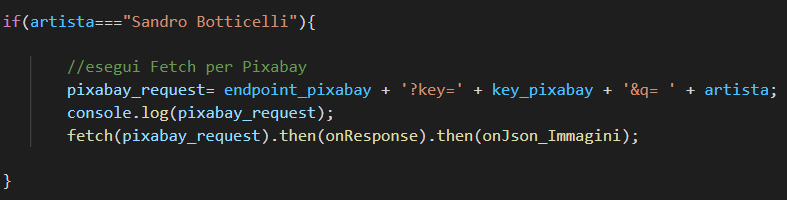 if(artista==="Sandro Botticelli"){
//esegui Fetch per Pixabay
pixabay_request= endpoint_pixabay + '?key=' + key_pixabay + '&q= ' + artista;
console.log(pixabay_request);
fetch(pixabay_request).then(onResponse).then(onJson_Immagini);
}